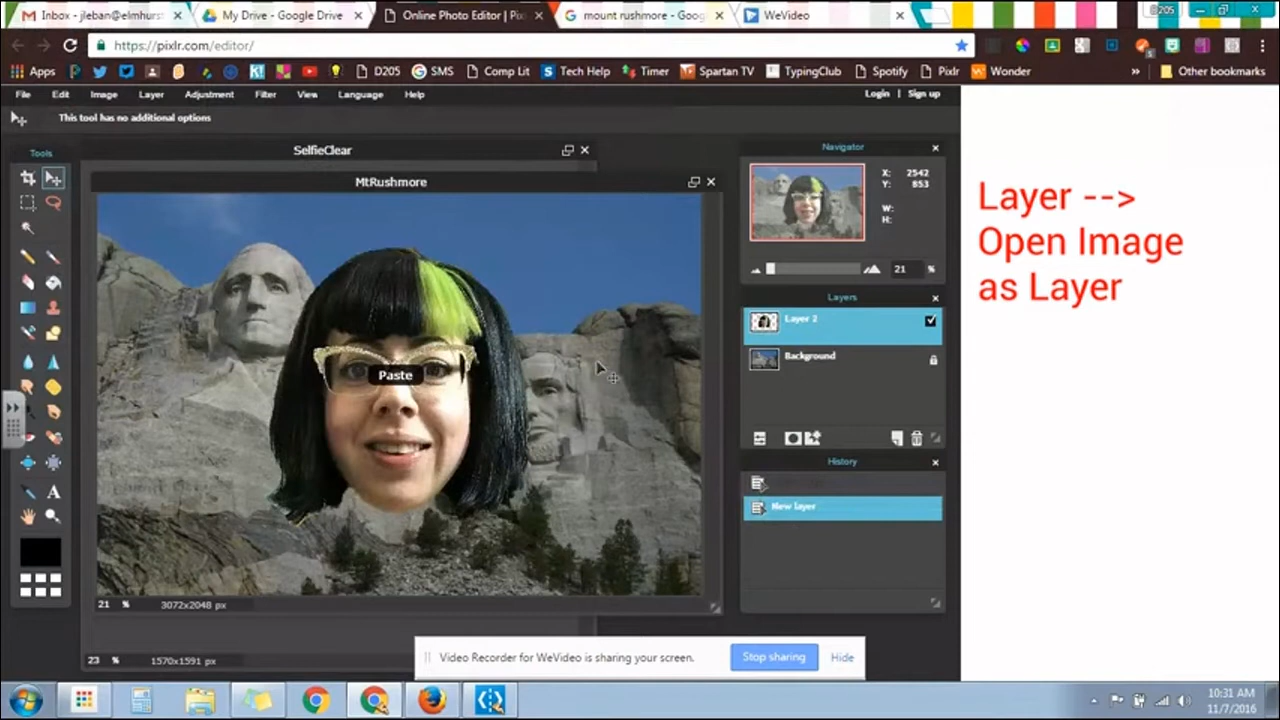 Inbox - jleban@elmhurst
My Drive - Google Drive
Online Photo Editor | Pix
mount rushmore - Goog
WeVideo
205
https://pixlr.com/editor/
Apps
D205
SMS
Comp Lit
Tech Help
Timer
Spartan TV
TypingClub
Spotify
Pixlr
Wonder
»
Other bookmarks
File Edit Image Layer Adjustment Filter View Language Help
Login | Sign up
This tool has no additional options
Tools
SelfieClear
MtRushmore
Paste
21 % 3072x2048 px
23 % 1570x1591 px
Navigator
X: 2542
Y: 853
W:
H:
21 %
Layers
Layer 2
Background
History
New layer
A
Layer -->
Open Image
as Layer
Video Recorder for WeVideo is sharing your screen.
Stop sharing
Hide
10:31 AM
11/7/2016